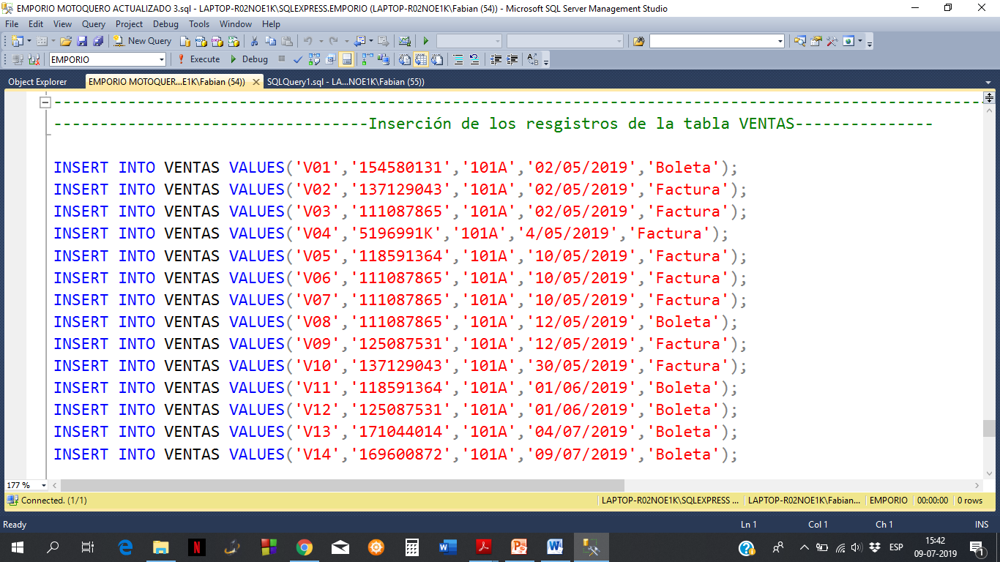 EMPORIO MOTOQUERO ACTUALIZADO 3.sql - LAPTOP-R02NOE1K\SQLEXPRESS.EMPORIO (LAPTOP-R02NOE1K\Fabian (54)) - Microsoft SQL Server Management Studio
File Edit View Query Project Debug Tools Window Help
New Query
EMPORIO Execute Debug
Object Explorer EMPORIO MOTOQUER...E1K\Fabian (54)) SQLQuery1.sql - LA...NOE1K\Fabian (55))
----------------------------------Inserción de los resgistros de la tabla VENTAS---------------
INSERT INTO VENTAS VALUES('V01','154580131','101A','02/05/2019','Boleta');
INSERT INTO VENTAS VALUES('V02','137129043','101A','02/05/2019','Factura');
INSERT INTO VENTAS VALUES('V03','111087865','101A','02/05/2019','Factura');
INSERT INTO VENTAS VALUES('V04','5196991K','101A','4/05/2019','Factura');
INSERT INTO VENTAS VALUES('V05','118591364','101A','10/05/2019','Factura');
INSERT INTO VENTAS VALUES('V06','111087865','101A','10/05/2019','Factura');
INSERT INTO VENTAS VALUES('V07','111087865','101A','10/05/2019','Factura');
INSERT INTO VENTAS VALUES('V08','111087865','101A','12/05/2019','Boleta');
INSERT INTO VENTAS VALUES('V09','125087531','101A','12/05/2019','Factura');
INSERT INTO VENTAS VALUES('V10','137129043','101A','30/05/2019','Factura');
INSERT INTO VENTAS VALUES('V11','118591364','101A','01/06/2019','Boleta');
INSERT INTO VENTAS VALUES('V12','125087531','101A','01/06/2019','Boleta');
INSERT INTO VENTAS VALUES('V13','171044014','101A','04/07/2019','Boleta');
INSERT INTO VENTAS VALUES('V14','169600872','101A','09/07/2019','Boleta');
177 %
Connected. (1/1) LAPTOP-R02NOE1K\SQLEXPRESS ... LAPTOP-R02NOE1K\Fabian... EMPORIO 00:00:00 0 rows
Ready Ln 1 Col 1 Ch 1 INS
ESP 15:42
09-07-2019